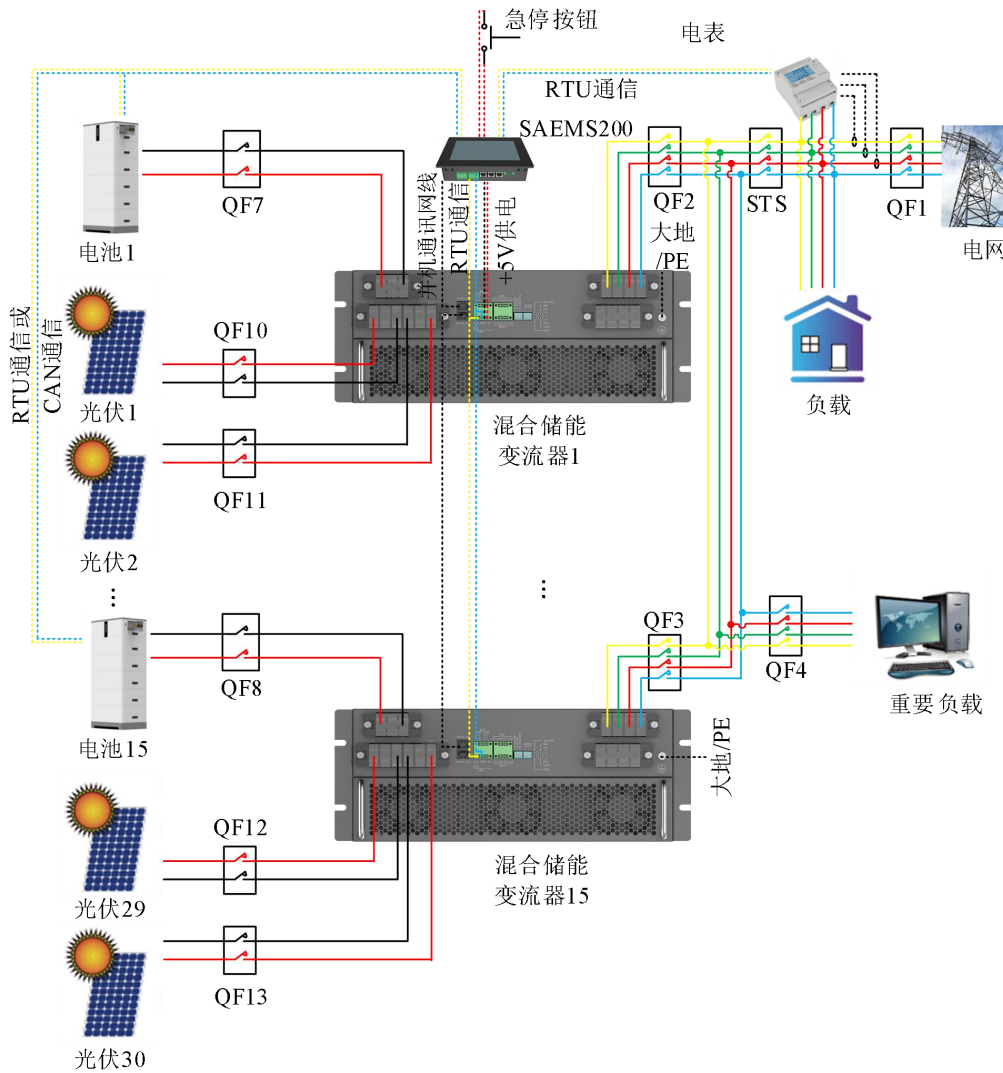 急停按钮
电表
RTU通信
SAEMS200
QF7
QF2
STS
QF1
电池1
开机通讯网线
RTU通信
+5V供电
大地
/PE
电网
RTU通信或
CAN通信
QF10
光伏1
负载
混合储能
变流器1
QF11
光伏2
QF3
QF8
QF4
重要负载
电池15
大地/PE
QF12
混合储能
变流器15
光伏29
QF13
光伏30